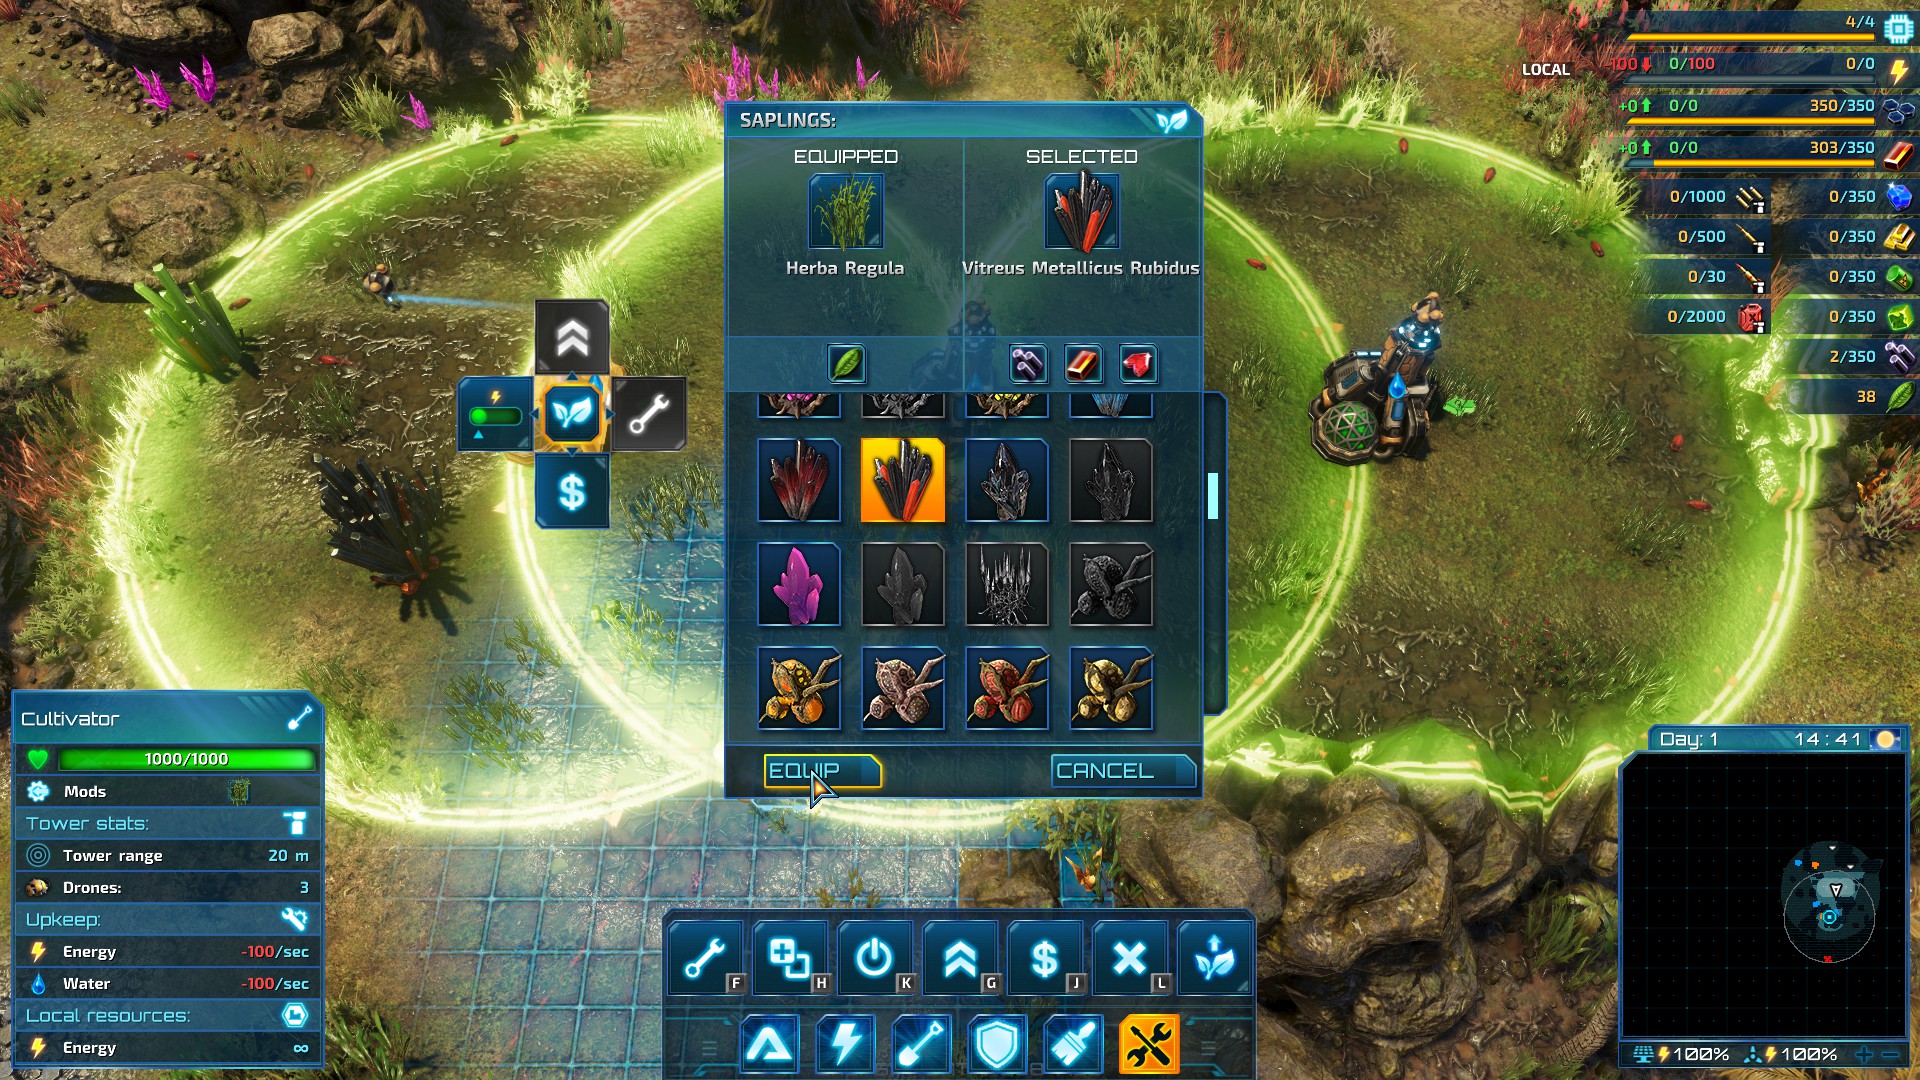 4/4
LOCAL
-100 0/100 0/0
+0 0/0 350/350
+0 0/0 303/350
0/1000 0/350
0/500 0/350
0/30 0/350
0/2000 0/350
2/350
38
SAPLINGS:
EQUIPPED
SELECTED
Herba Regula
Vitreus Metallicus Rubidus
EQUIP
CANCEL
Cultivator
1000/1000
Mods
Tower stats:
Tower range 20 m
Drones: 3
Upkeep:
Energy -100/sec
Water -100/sec
Local resources:
Energy ∞
F
H
K
G
J
L
Day: 1 14:41
100% 100%